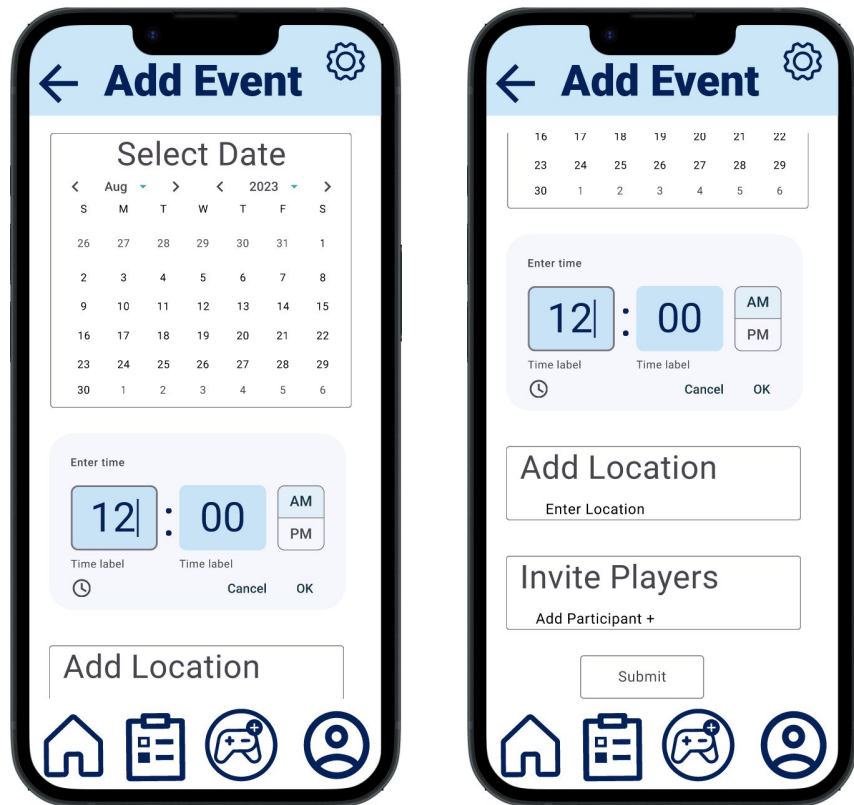 Add Event
Select Date
Aug 2023
S M T W T F S
26 27 28 29 30 31 1
2 3 4 5 6 7 8
9 10 11 12 13 14 15
16 17 18 19 20 21 22
23 24 25 26 27 28 29
30 1 2 3 4 5 6
Enter time
12 : 00 AM
PM
Time label Time label
Cancel OK
Add Location
Add Event
16 17 18 19 20 21 22
23 24 25 26 27 28 29
30 1 2 3 4 5 6
Enter time
12 : 00 AM
PM
Time label Time label
Cancel OK
Add Location
Enter Location
Invite Players
Add Participant +
Submit